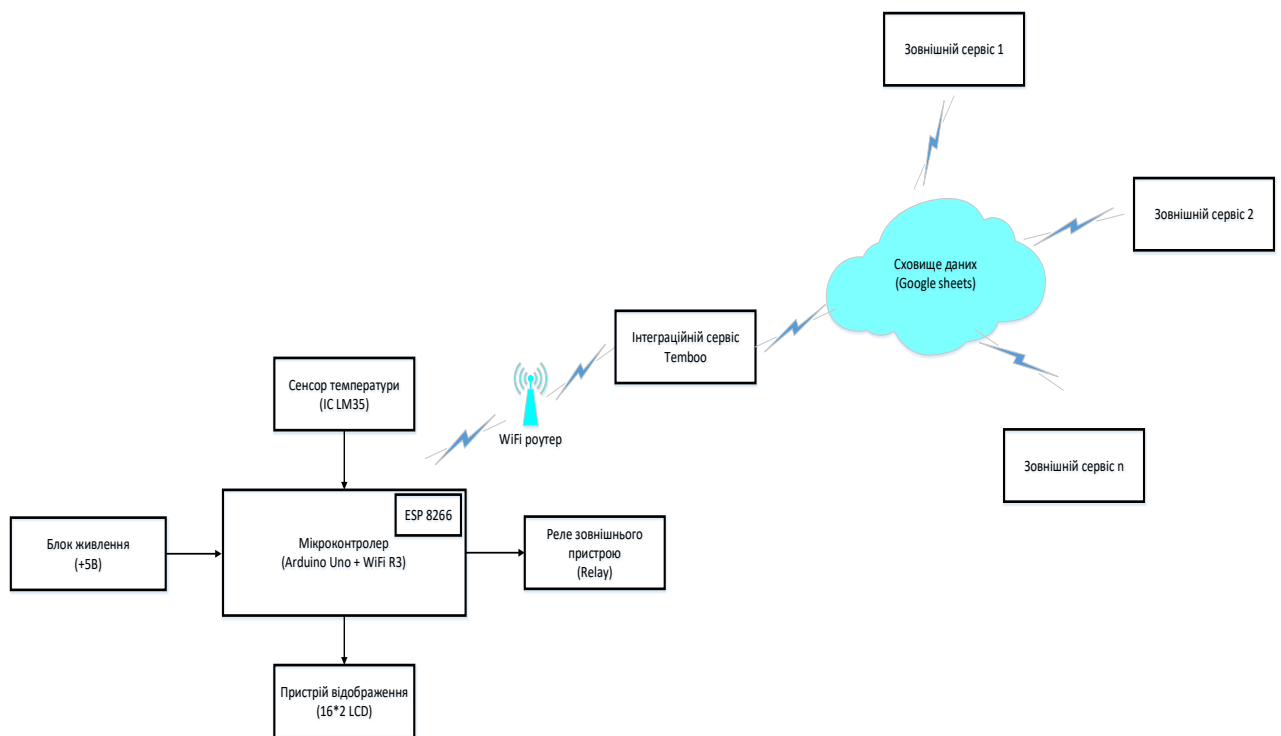 Зовнішній сервіс 1
Зовнішній сервіс 2
Сховище даних
(Google sheets)
Інтеграційній сервіс
Temboo
Сенсор температури
(IC LM35)
WiFi роутер
Зовнішній сервіс n
ESP 8266
Блок живлення
(+5В)
Мікроконтролер
(Arduino Uno + WiFi R3)
Реле зовнішнього
пристрою
(Relay)
Пристрій відображення
(16*2 LCD)